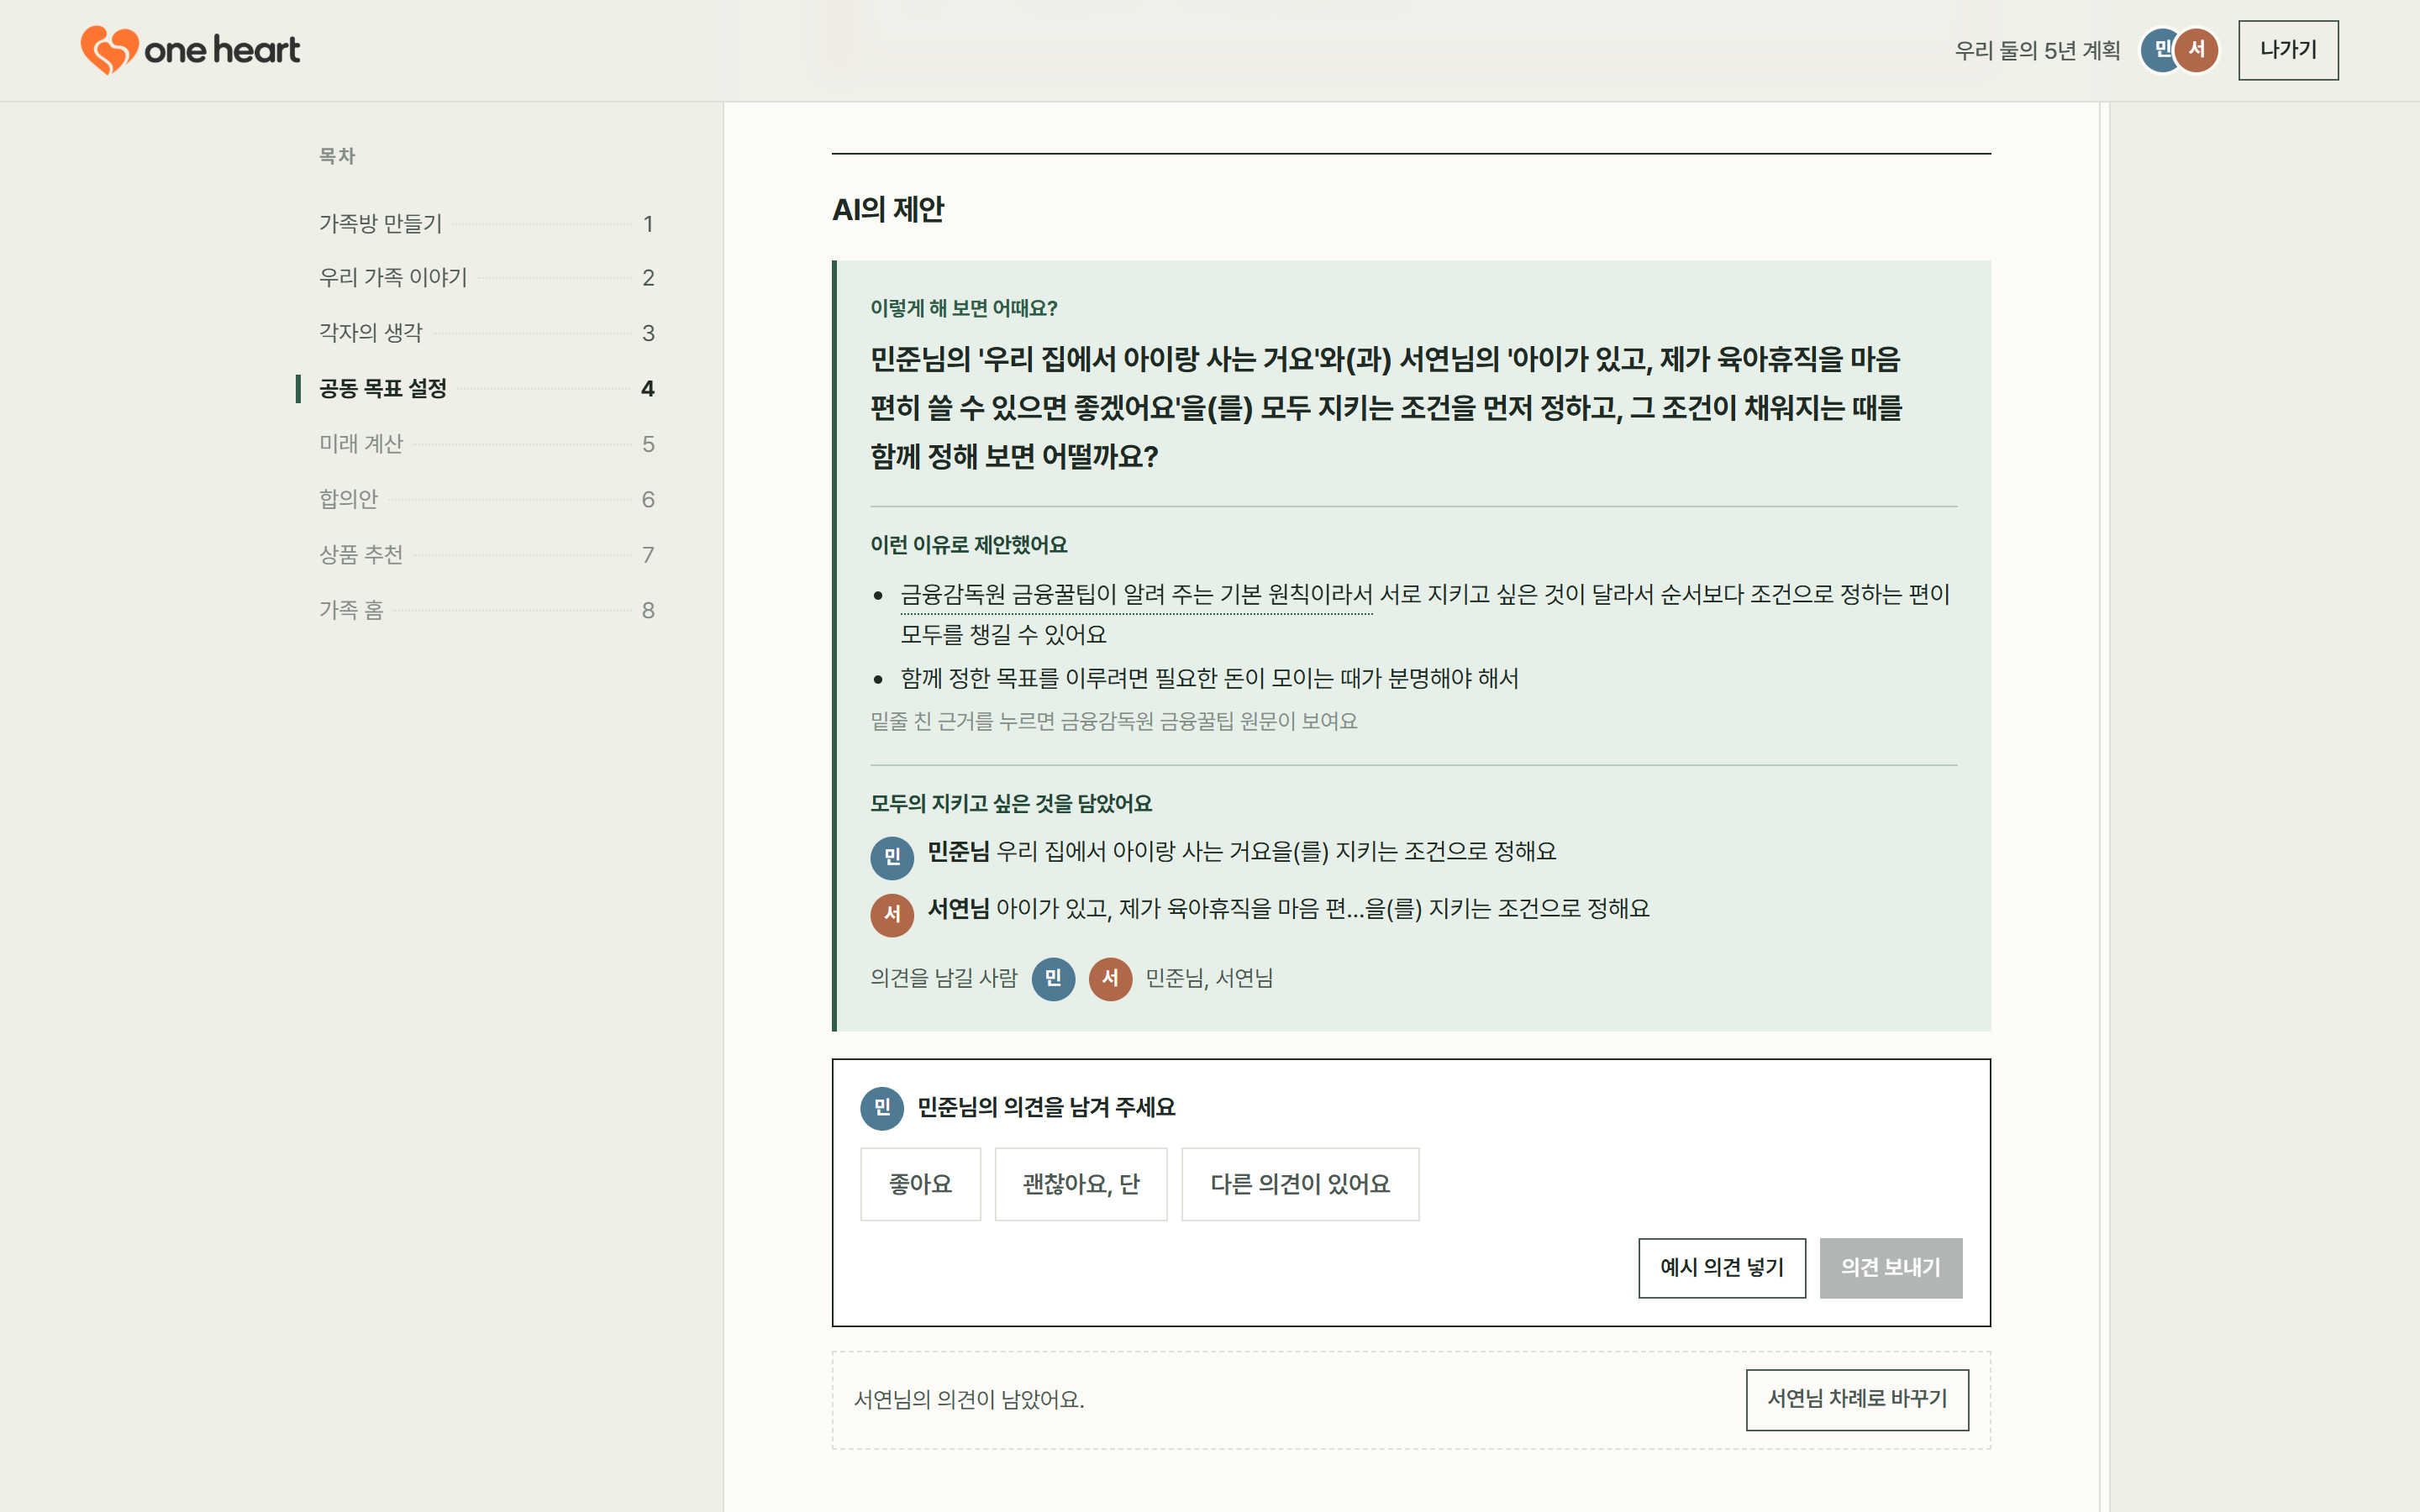 one heart
우리 둘의 5년 계획
민
서
나가기
목차
가족방 만들기 1
우리 가족 이야기 2
각자의 생각 3
공동 목표 설정 4
미래 계산 5
합의안 6
상품 추천 7
가족 홈 8
AI의 제안
이렇게 해 보면 어때요?
민준님의 '우리 집에서 아이랑 사는 거요'와(과) 서연님의 '아이가 있고, 제가 육아휴직을 마음
편히 쓸 수 있으면 좋겠어요'을(를) 모두 지키는 조건을 먼저 정하고, 그 조건이 채워지는 때를
함께 정해 보면 어떨까요?
이런 이유로 제안했어요
• 금융감독원 금융꿀팁이 알려 주는 기본 원칙이라서 서로 지키고 싶은 것이 달라서 순서보다 조건으로 정하는 편이
모두를 챙길 수 있어요
• 함께 정한 목표를 이루려면 필요한 돈이 모이는 때가 분명해야 해서
밑줄 친 근거를 누르면 금융감독원 금융꿀팁 원문이 보여요
모두의 지키고 싶은 것을 담았어요
민 민준님 우리 집에서 아이랑 사는 거요을(를) 지키는 조건으로 정해요
서 서연님 아이가 있고, 제가 육아휴직을 마음 편...을(를) 지키는 조건으로 정해요
의견을 남길 사람 민 서 민준님, 서연님
민 민준님의 의견을 남겨 주세요
좋아요
괜찮아요, 단
다른 의견이 있어요
예시 의견 넣기
의견 보내기
서연님의 의견이 남았어요.
서연님 차례로 바꾸기